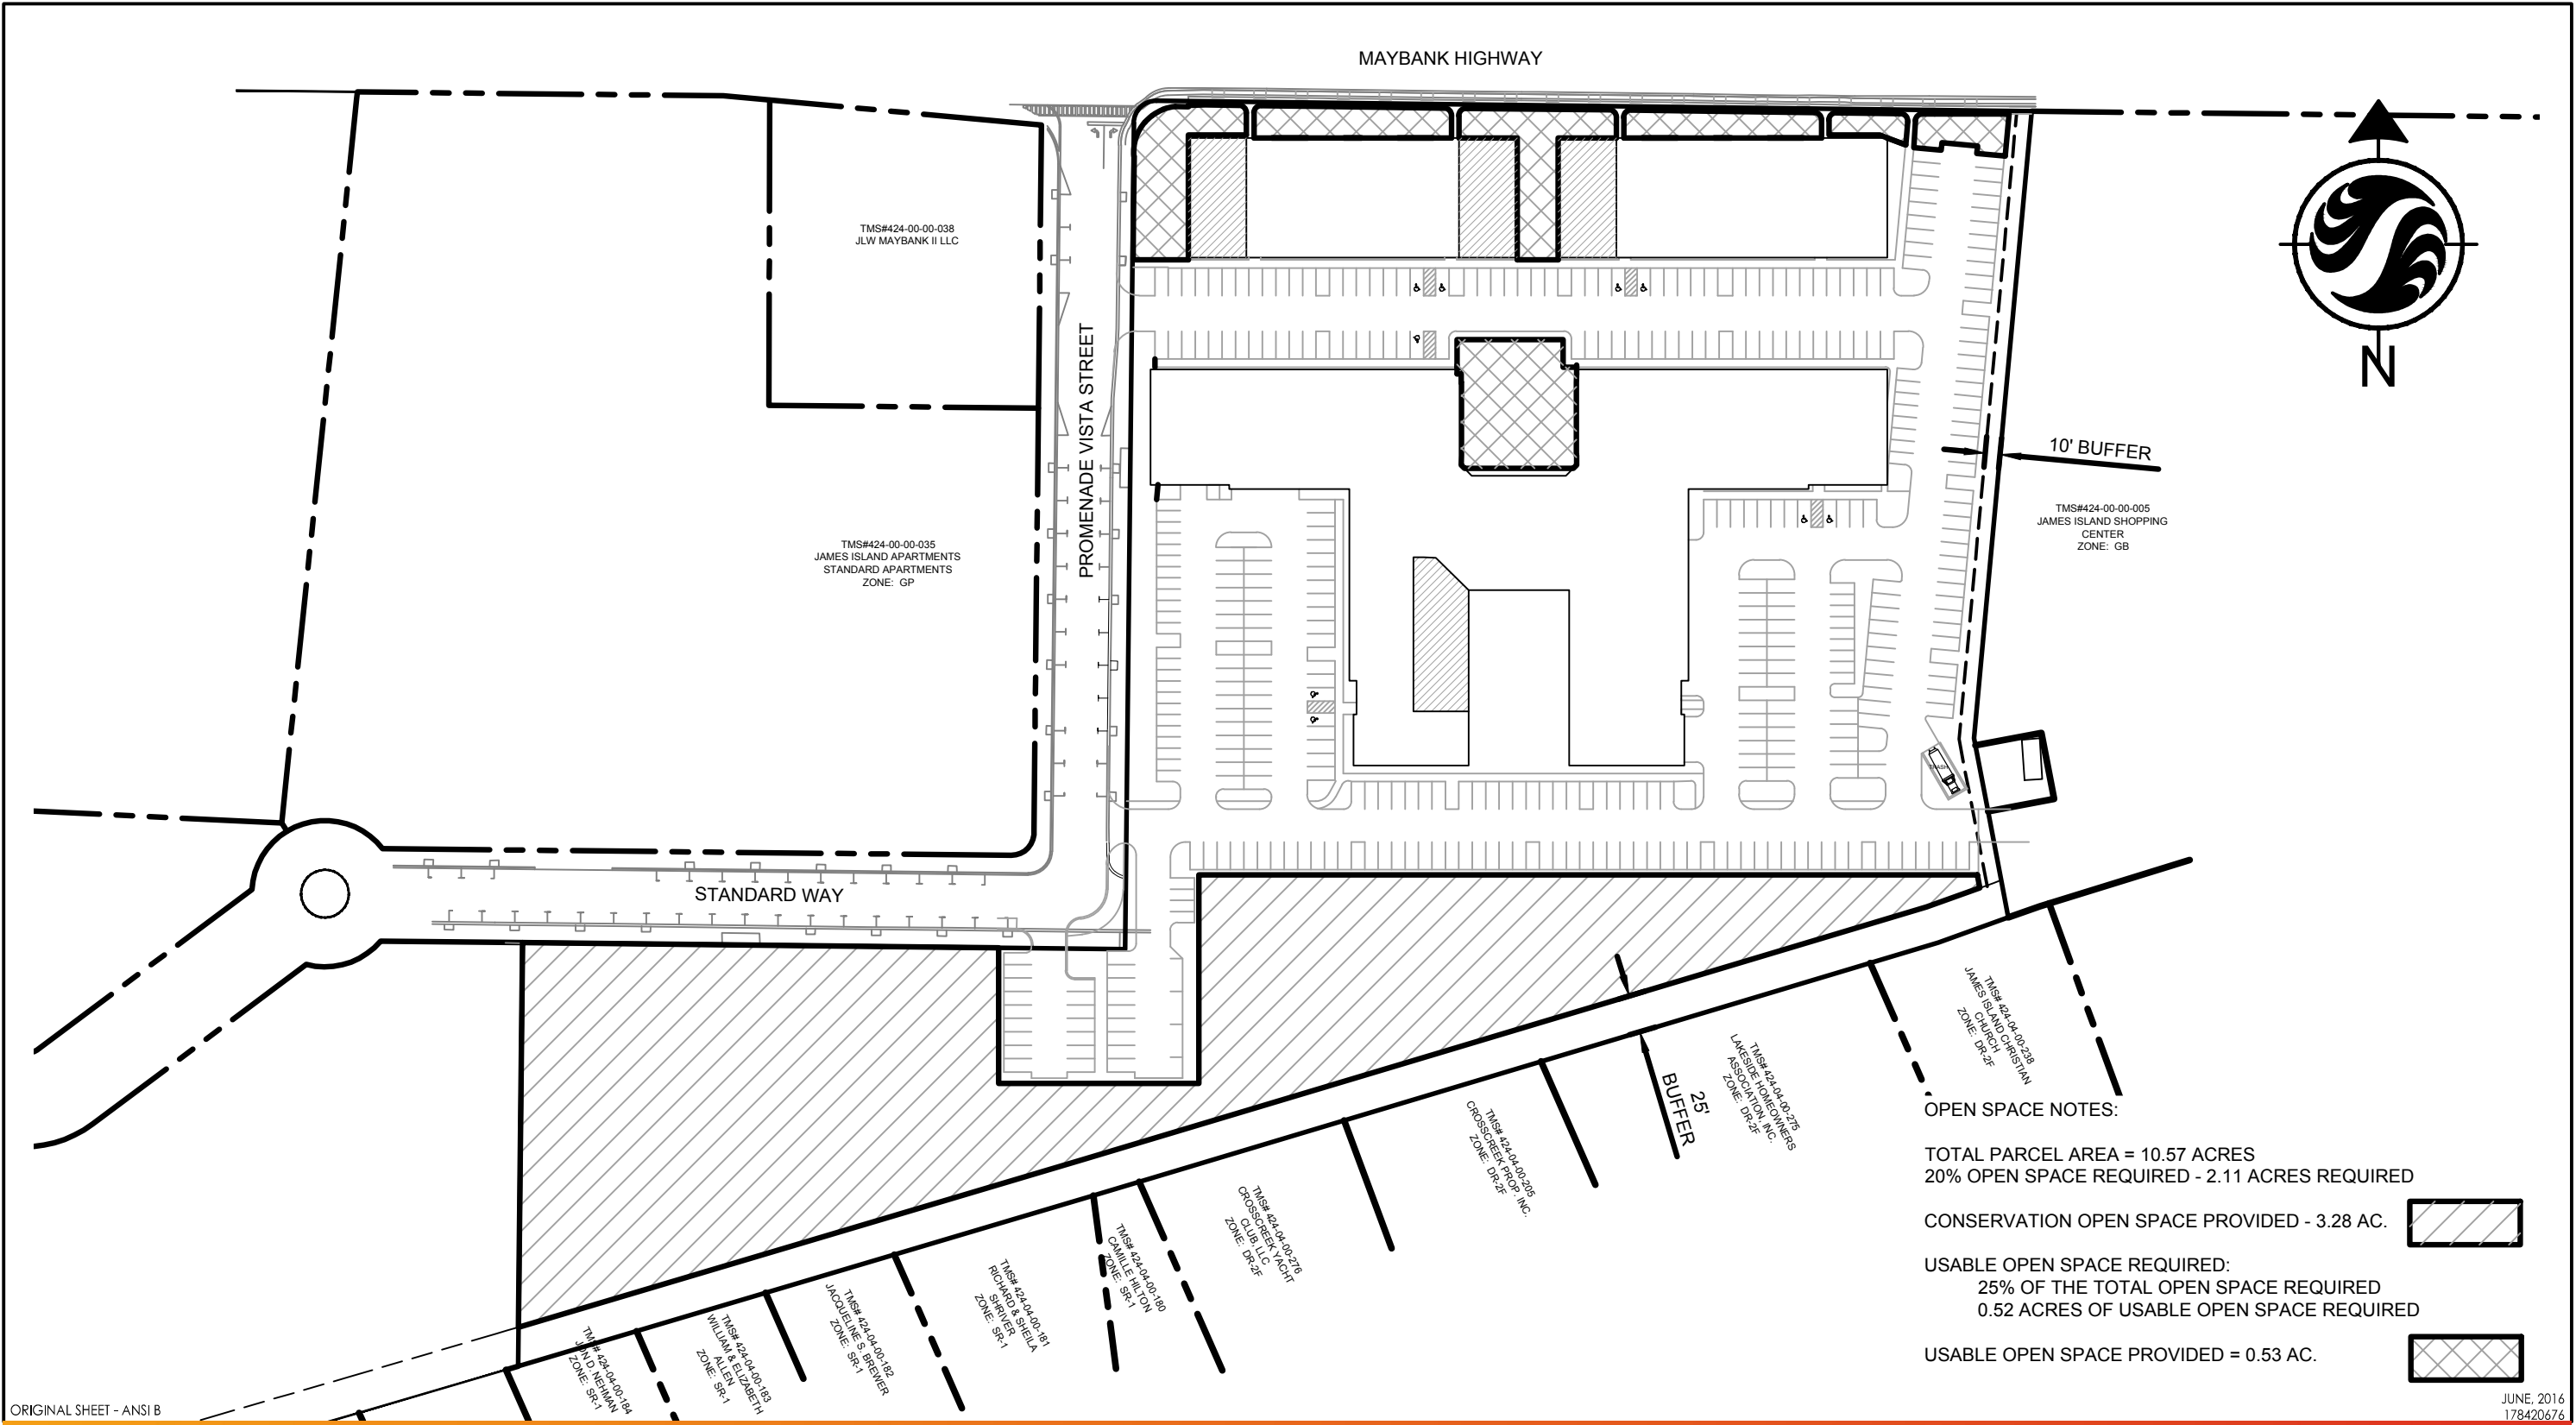 MAYBANK HIGHWAY
TMS#424-00-00-038
JLW MAYBANK II LLC
N
PROMENADE VISTA STREET
10' BUFFER
TMS#424-00-00-005
JAMES ISLAND SHOPPING
CENTER
ZONE: GB
TMS#424-00-00-035
JAMES ISLAND APARTMENTS
STANDARD APARTMENTS
ZONE: GP
TRASH
STANDARD WAY
TMS# 424-04-00-238
JAMES ISLAND CHRISTIAN
CHURCH
ZONE: DR-2F
TMS# 424-04-00-275
LAKESIDE HOMEOWNERS
ASSOCIATION, INC.
ZONE: DR-2F
25'
BUFFER
TMS# 424-04-00-205
CROSSCREEK PROP. INC.
ZONE: DR-2F
TMS# 424-04-00-276
CROSSCREEK YACHT
CLUB, LLC
ZONE: DR-2F
TMS# 424-04-00-180
CAMILLE HILTON
ZONE: SR-1
TMS# 424-04-00-181
RICHARD & SHEILA
SHRIVER
ZONE: SR-1
TMS# 424-04-00-182
JACQUELINE S. BREWER
ZONE: SR-1
TMS# 424-04-00-183
WILLIAM & ELIZABETH
ALLEN
ZONE: SR-1
TMS# 424-04-00-184
D. NEHMAN
ZONE: SR-1
OPEN SPACE NOTES:
TOTAL PARCEL AREA = 10.57 ACRES
20% OPEN SPACE REQUIRED - 2.11 ACRES REQUIRED
CONSERVATION OPEN SPACE PROVIDED - 3.28 AC.
USABLE OPEN SPACE REQUIRED:
25% OF THE TOTAL OPEN SPACE REQUIRED
0.52 ACRES OF USABLE OPEN SPACE REQUIRED
USABLE OPEN SPACE PROVIDED = 0.53 AC.
ORIGINAL SHEET - ANSI B
JUNE, 2016
178420676